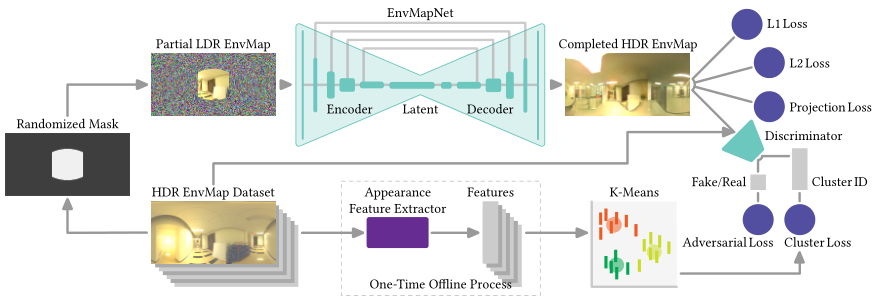 EnvMapNet
L1 Loss
Partial LDR EnvMap
Completed HDR EnvMap
L2 Loss
Encoder
Latent
Decoder
Projection Loss
Randomized Mask
Discriminator
HDR EnvMap Dataset
Appearance
Feature Extractor
Features
K-Means
Fake/Real
Cluster ID
Adversarial Loss
Cluster Loss
One-Time Offline Process